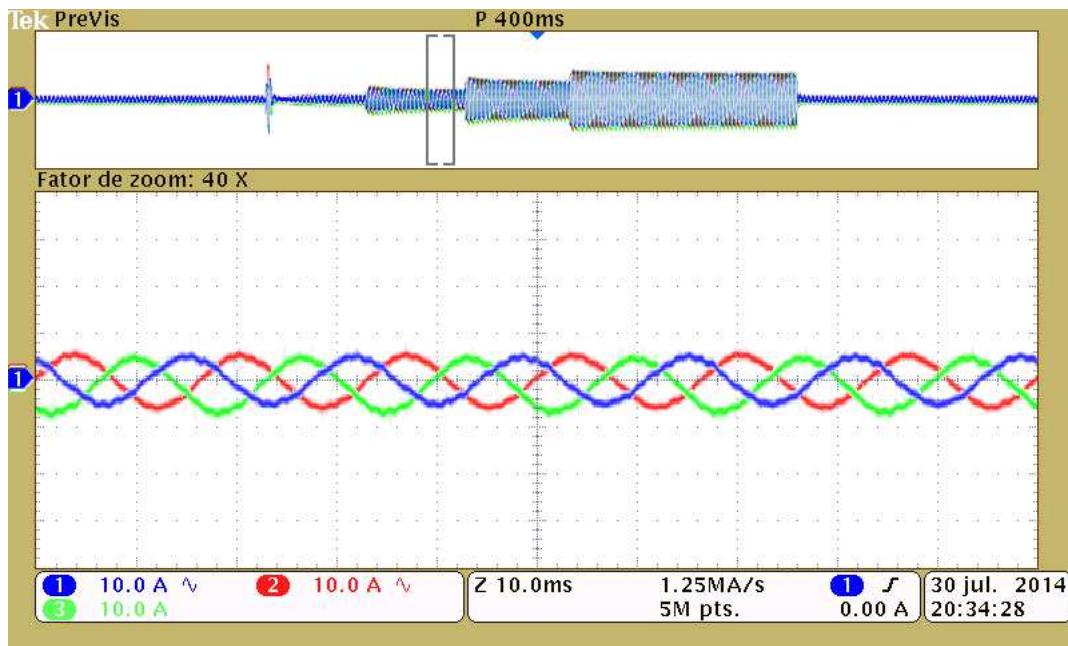 Tek PreVis P 400ms
1
Fator de zoom: 40 X
1
1 10.0 A ∿ 2 10.0 A ∿
3 10.0 A
Z 10.0ms 1.25MA/s
5M pts.
1 ʃ
0.00 A
30 jul. 2014
20:34:28